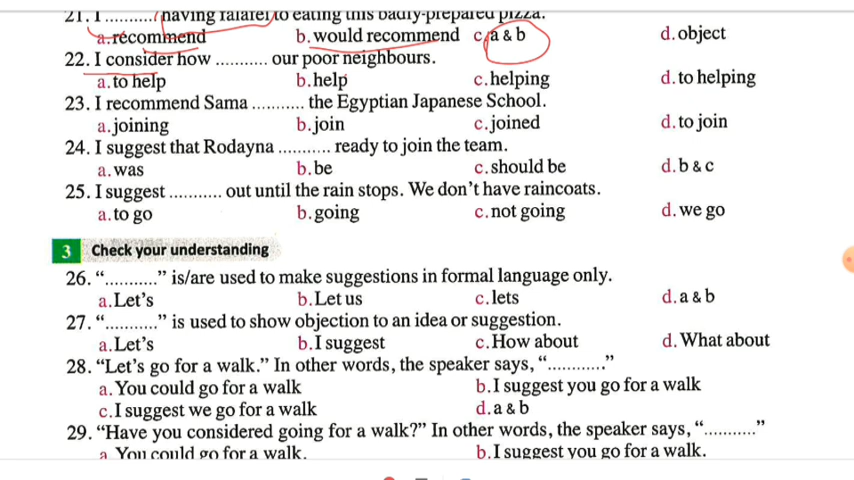 21. I ........... (having falafel) to eating this badly-prepared pizza.
a. recommend b. would recommend c. a & b d. object
22. I consider how .......... our poor neighbours.
a. to help b. help c. helping d. to helping
23. I recommend Sama .......... the Egyptian Japanese School.
a. joining b. join c. joined d. to join
24. I suggest that Rodayna .......... ready to join the team.
a. was b. be c. should be d. b & c
25. I suggest .......... out until the rain stops. We don't have raincoats.
a. to go b. going c. not going d. we go
3 Check your understanding
26. "..........." is/are used to make suggestions in formal language only.
a. Let's b. Let us c. lets d. a & b
27. "..........." is used to show objection to an idea or suggestion.
a. Let's b. I suggest c. How about d. What about
28. "Let's go for a walk." In other words, the speaker says, "..........."
a. You could go for a walk b. I suggest you go for a walk
c. I suggest we go for a walk d. a & b
29. "Have you considered going for a walk?" In other words, the speaker says, "..........."
a. You could go for a walk. b. I suggest you go for a walk.